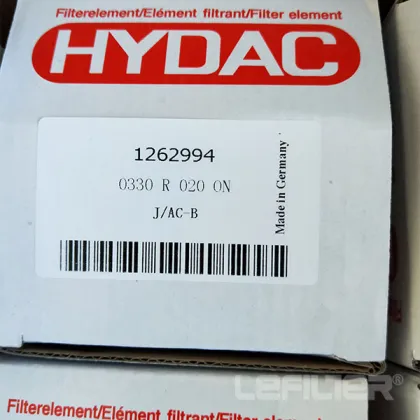 Filterelement/Elément filtrant/Filter element
HYDAC
1262994
0330 R 020 ON
J/AC-B
Made in Germany
LEFILTER®
Filterelement/Elément filtrant/Filter element
HYDAC